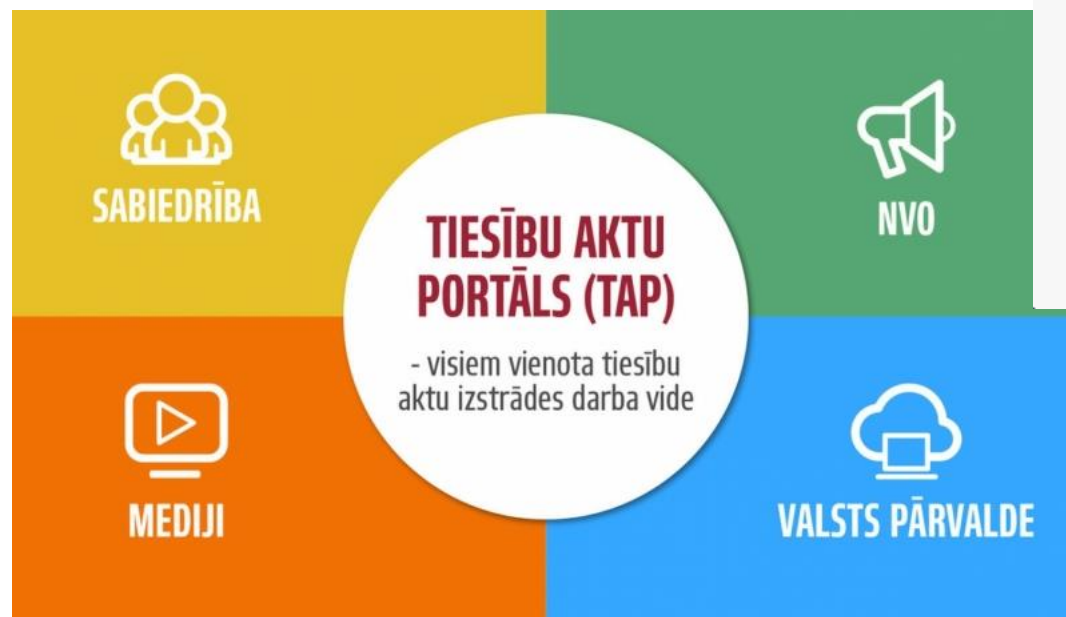 SABIEDRĪBA
NVO
TIESĪBU AKTU
PORTĀLS (TAP)
- visiem vienota tiesību
aktu izstrādes darba vide
MEDIJI
VALSTS PĀRVALDE